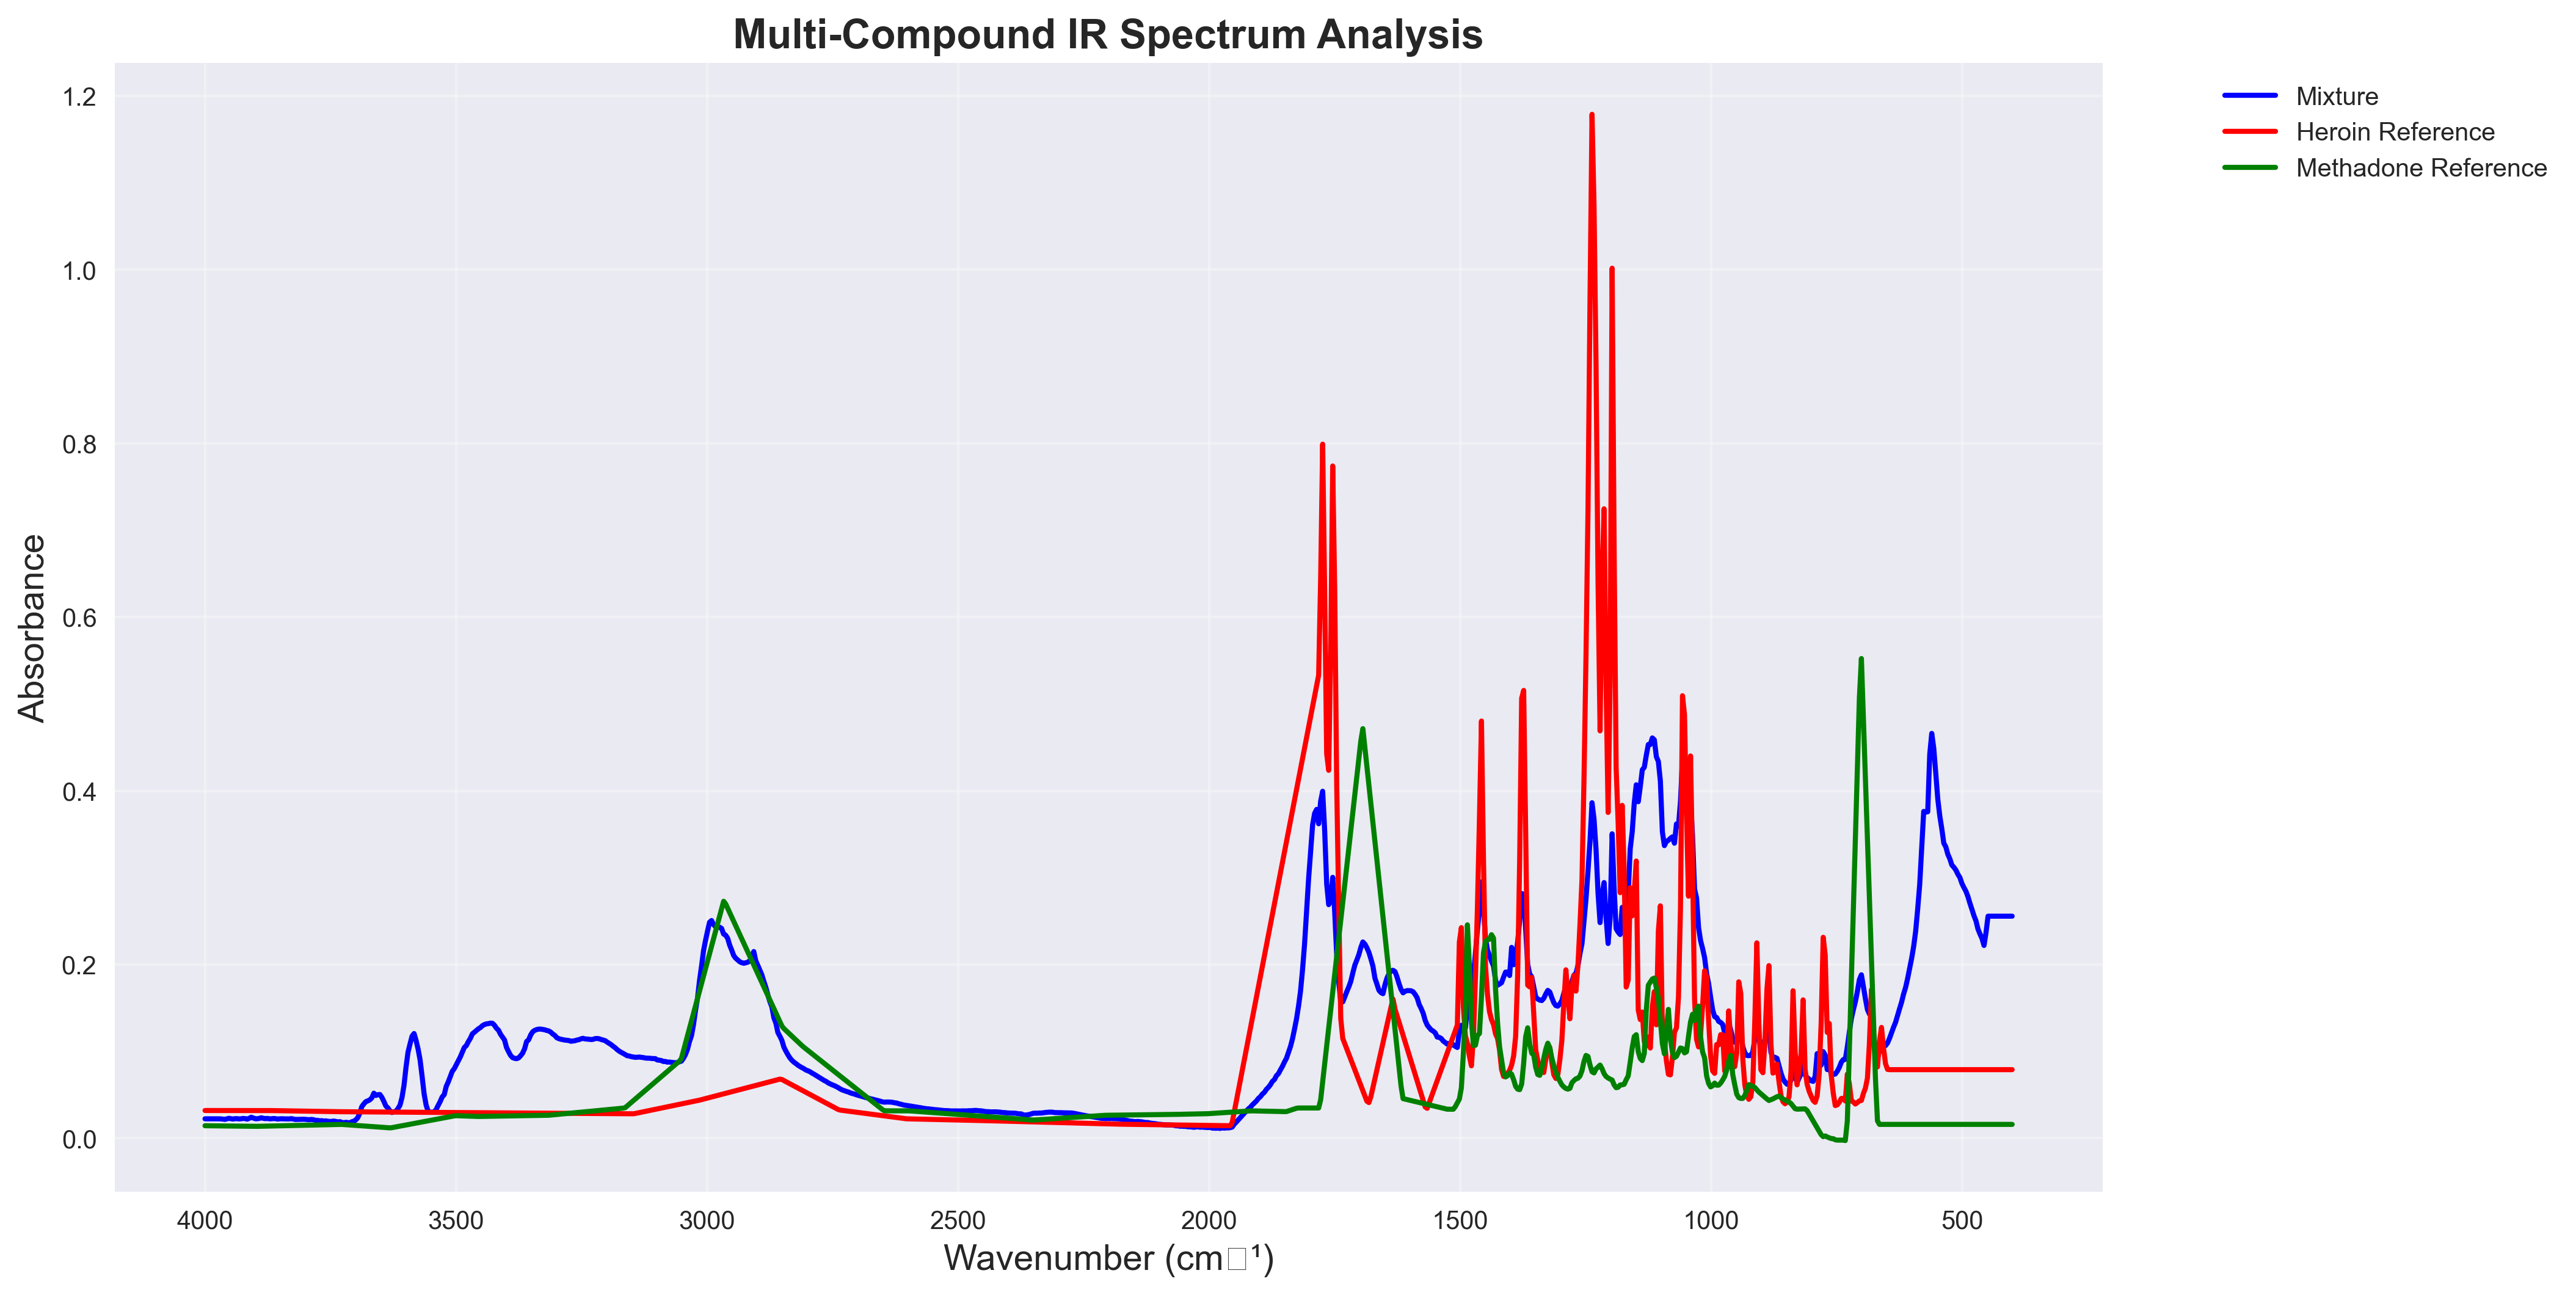 Multi-Compound IR Spectrum Analysis
Mixture
Heroin Reference
Methadone Reference
Absorbance
1.2
1.0
0.8
0.6
0.4
0.2
0.0
4000 3500 3000 2500 2000 1500 1000 500
Wavenumber (cm□¹)